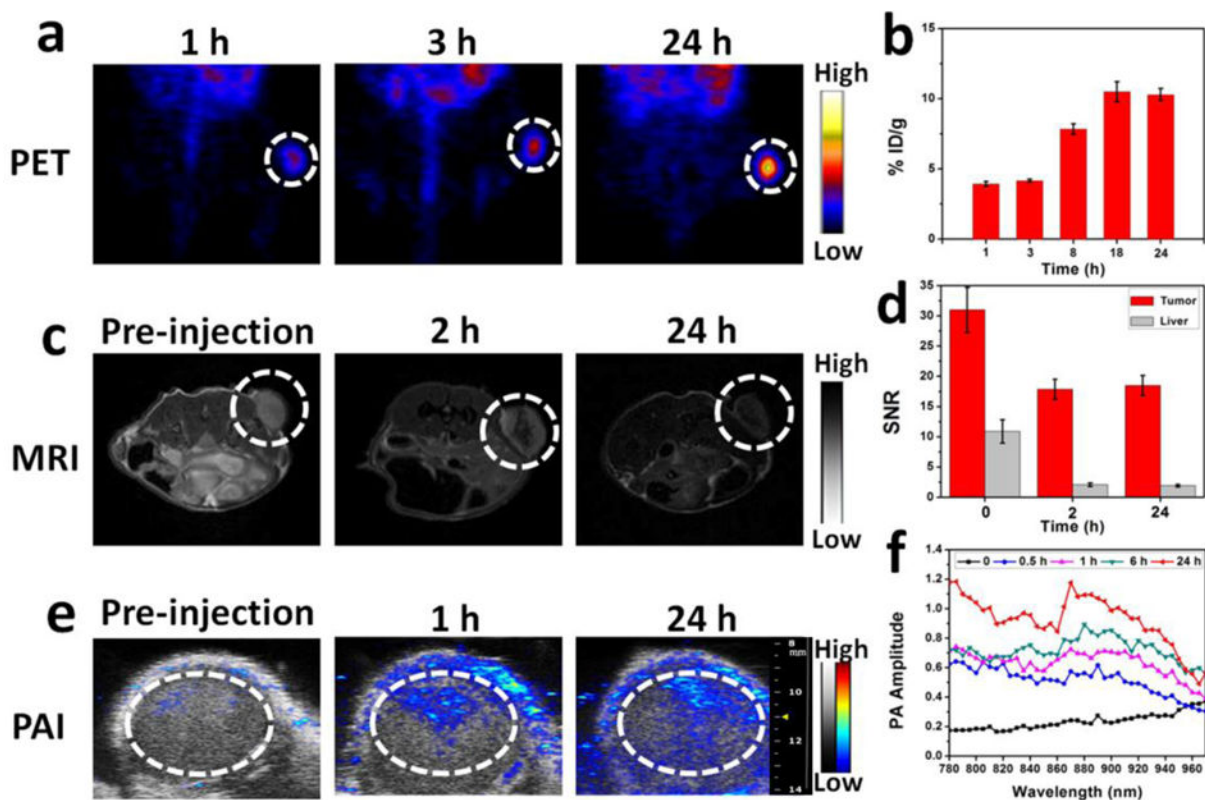 a
1 h
3 h
24 h
PET
High
Low
b
% ID/g
15
10
5
0
1 3 8 18 24
Time (h)
c
Pre-injection
2 h
24 h
MRI
High
Low
d
SNR
35
30
25
20
15
10
5
0
Tumor
Liver
0 2 24
Time (h)
e
Pre-injection
1 h
24 h
PAI
8
mm
10
12
14
High
Low
f
PA Amplitude
1.4
1.2
1.0
0.8
0.6
0.4
0.2
0.0
0 0.5 h 1 h 6 h 24 h
780 800 820 840 860 880 900 920 940 960
Wavelength (nm)